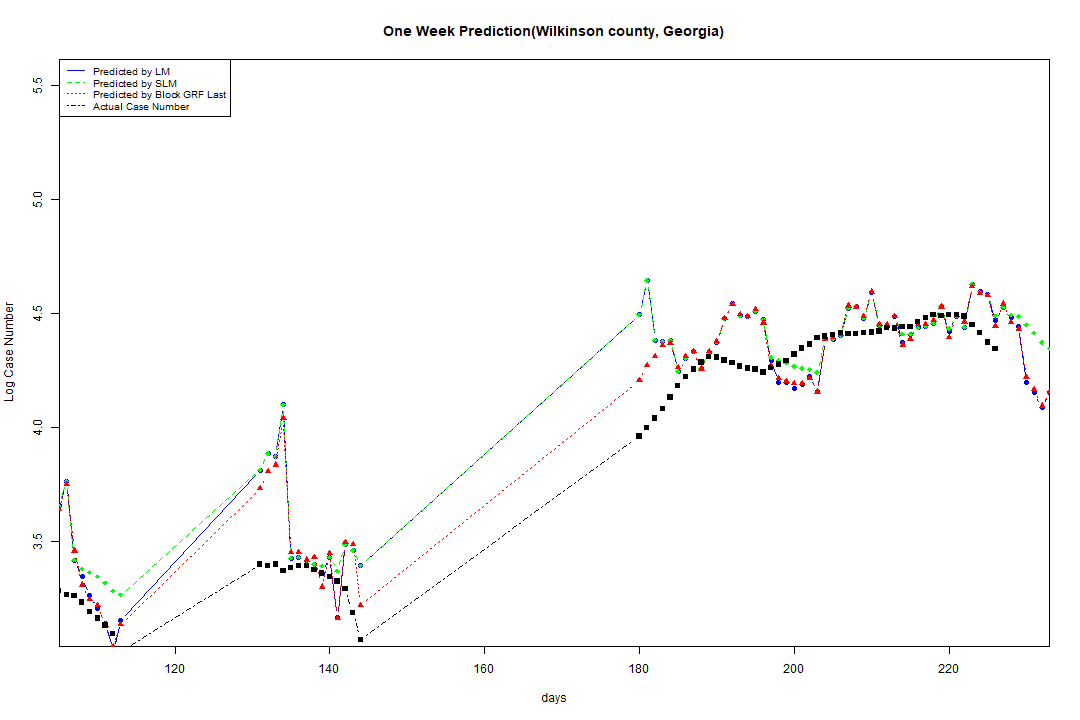 One Week Prediction(Wilkinson county, Georgia)
Predicted by LM
Predicted by SLM
Predicted by Block GRF Last
Actual Case Number
5.5
5.0
4.5
4.0
3.5
Log Case Number
120 140 160 180 200 220
days